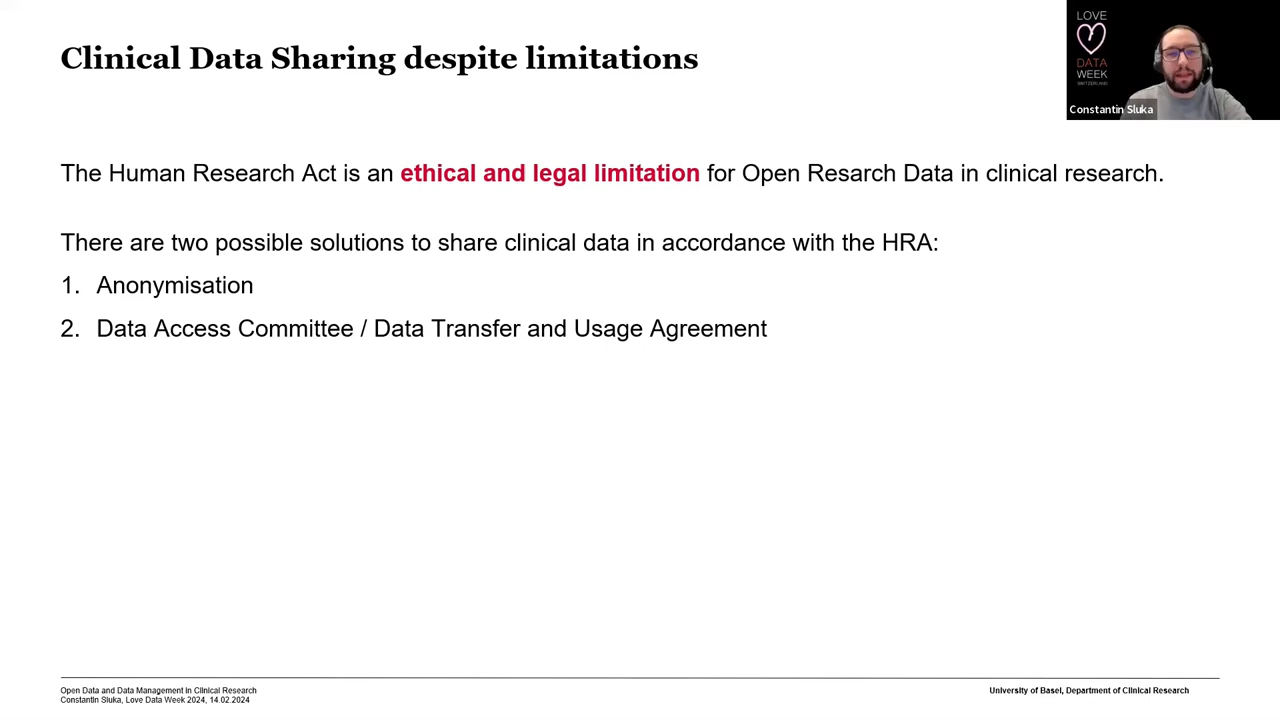 Clinical Data Sharing despite limitations
LOVE
DATA
WEEK
SWITZERLAND
Constantin Sluka
The Human Research Act is an ethical and legal limitation for Open Resarch Data in clinical research.
There are two possible solutions to share clinical data in accordance with the HRA:
1. Anonymisation
2. Data Access Committee / Data Transfer and Usage Agreement
Open Data and Data Management in Clinical Research
Constantin Sluka, Love Data Week 2024, 14.02.2024
University of Basel, Department of Clinical Research